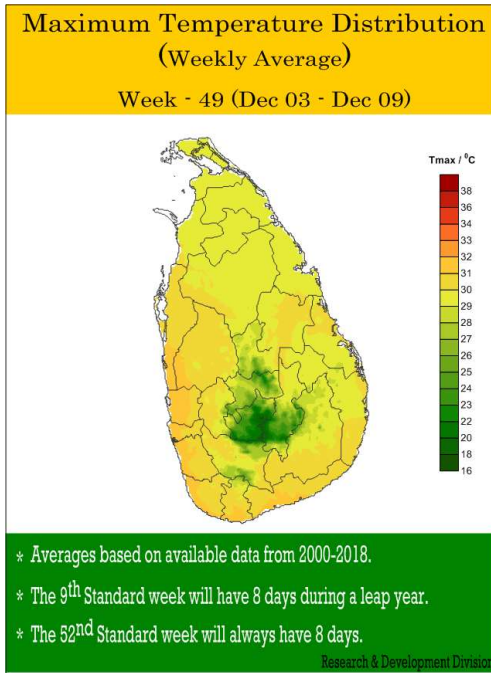 Maximum Temperature Distribution
(Weekly Average)
Week - 49 (Dec 03 - Dec 09)
Tmax / ⁰C
38
36
34
33
32
31
30
29
28
27
26
25
24
23
22
20
18
16
* Averages based on available data from 2000-2018.
* The 9th Standard week will have 8 days during a leap year.
* The 52nd Standard week will always have 8 days.
Research & Development Division